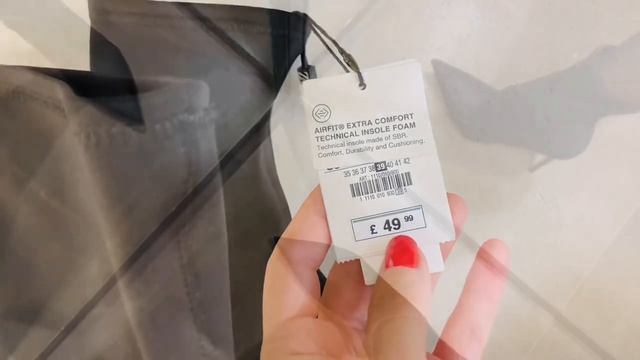 AIRFIT® EXTRA COMFORT
TECHNICAL INSOLE FOAM
Technical insole made of SBR.
Comfort, Durability and Cushioning.
35 36 37 38 39 40 41 42
£ 49 99